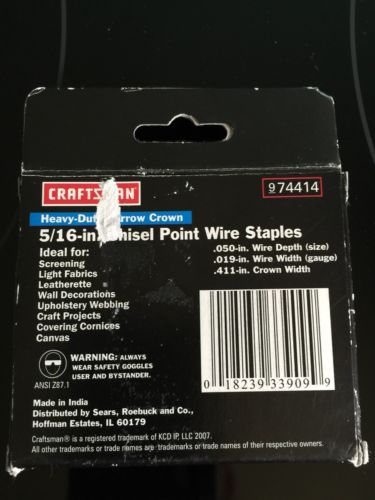 CRAFTSMAN
9 74414
Heavy-Duty Narrow Crown
5/16-in. Chisel Point Wire Staples
Ideal for:
Screening
Light Fabrics
Leatherette
Wall Decorations
Upholstery Webbing
Craft Projects
Covering Cornices
Canvas
.050-in. Wire Depth (size)
.019-in. Wire Width (gauge)
.411-in. Crown Width
WARNING: ALWAYS
WEAR SAFETY GOGGLES
USER AND BYSTANDER.
ANSI Z87.1
0 18239 33909 9
Made in India
Distributed by Sears, Roebuck and Co.,
Hoffman Estates, IL 60179
Craftsman® is a registered trademark of KCD IP, LLC 2007.
All other trademarks or trade names are trademarks or trade names of their respective owners.